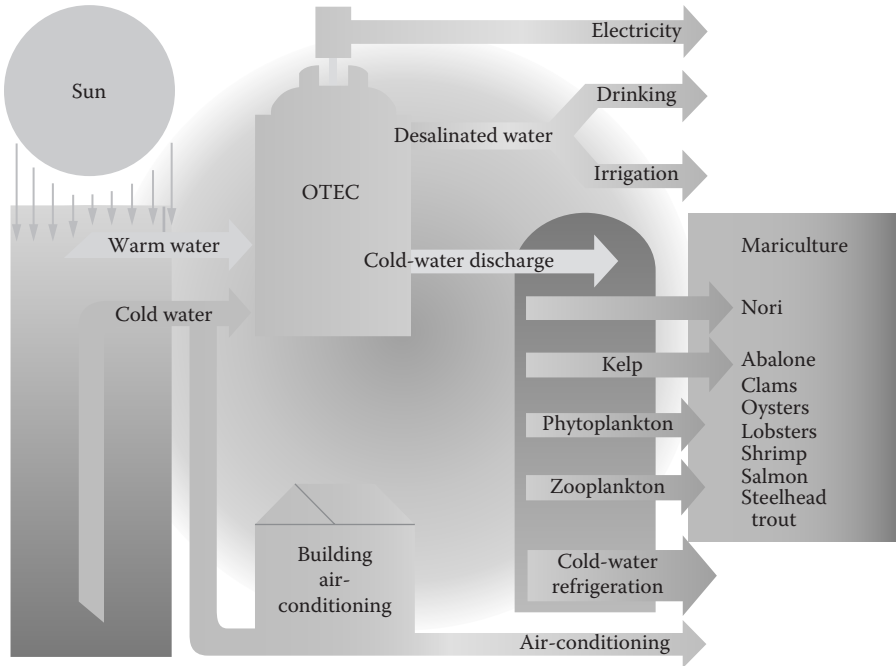 Electricity
Sun
Drinking
Desalinated water
Irrigation
OTEC
Warm water
Cold-water discharge
Mariculture
Cold water
Nori
Kelp
Abalone
Clams
Oysters
Phytoplankton
Lobsters
Shrimp
Zooplankton
Salmon
Steelhead
trout
Building
air-
conditioning
Cold-water
refrigeration
Air-conditioning